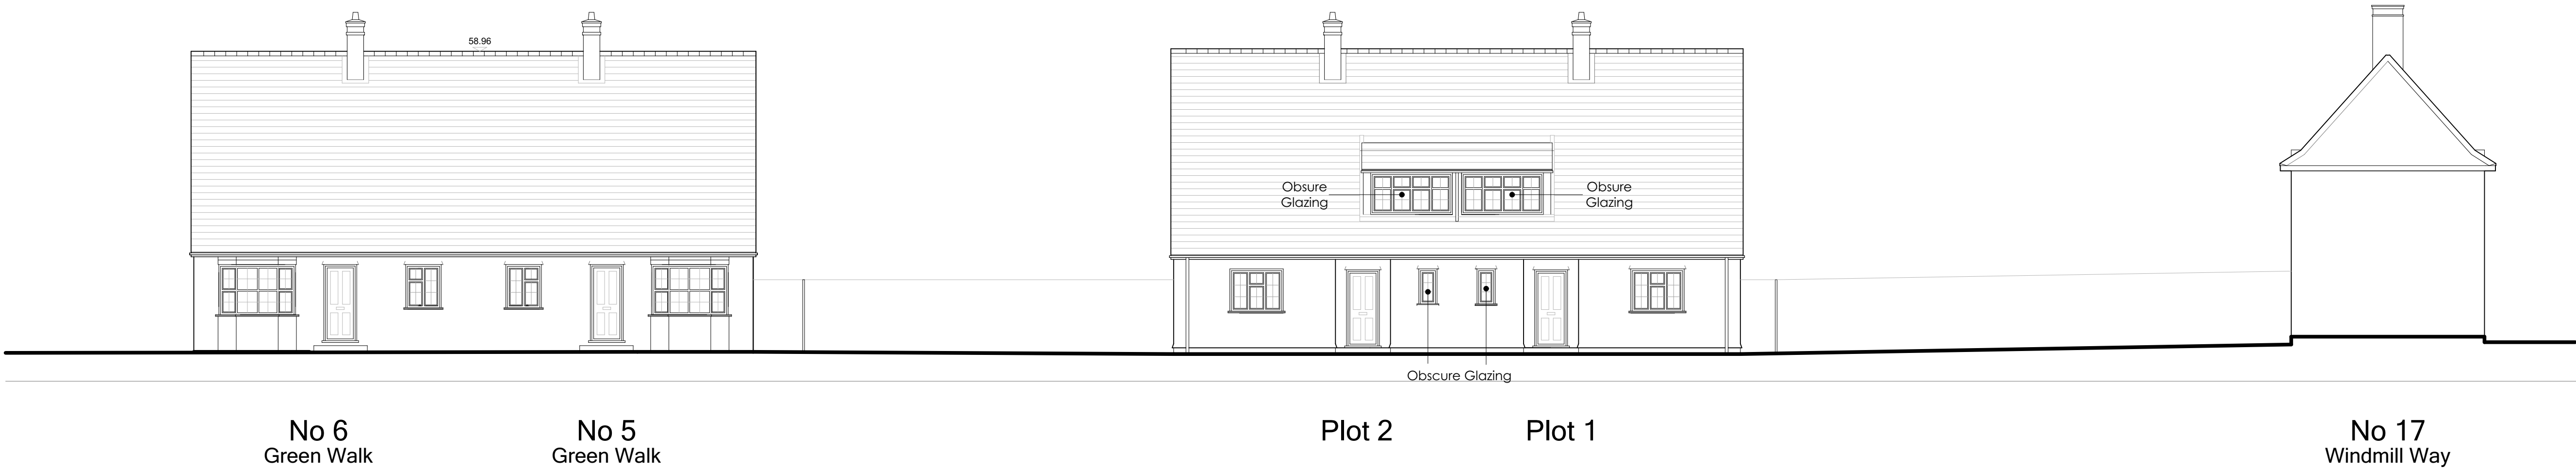 58.96
Obsure
Glazing
Obsure
Glazing
Obscure Glazing
No 6
Green Walk
No 5
Green Walk
Plot 2
Plot 1
No 17
Windmill Way